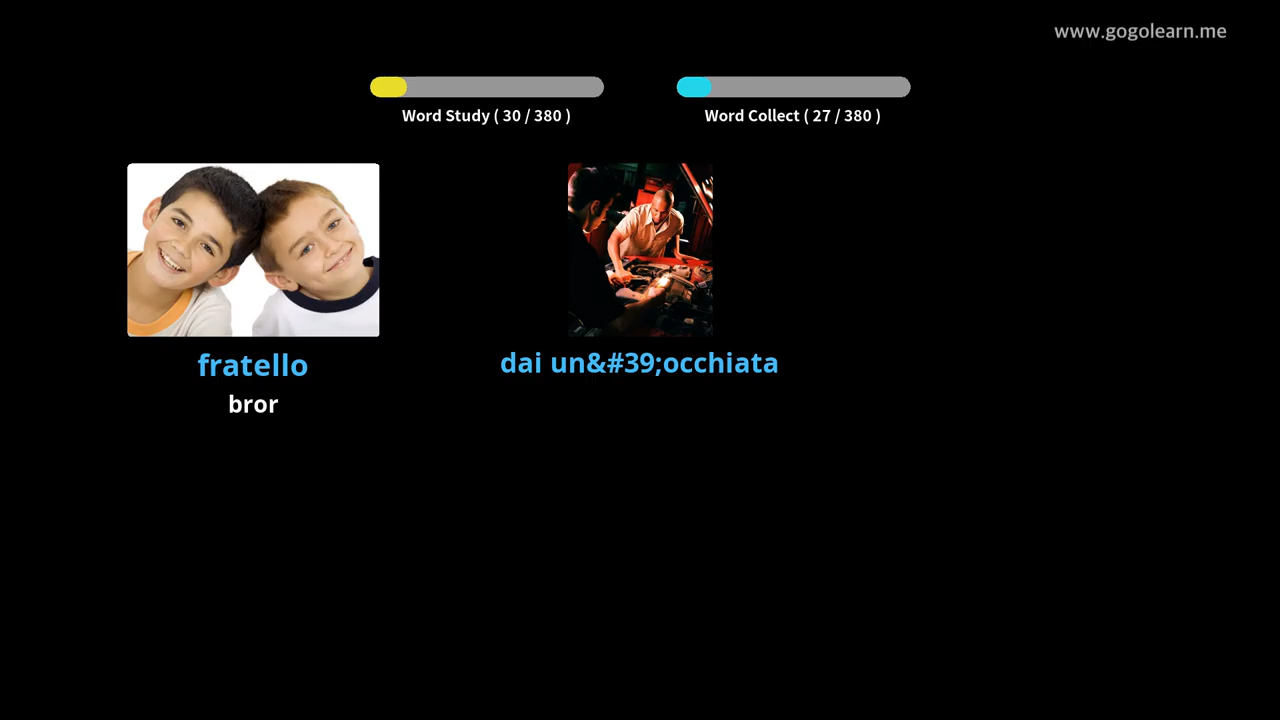 www.gogolearn.me
Word Study ( 30 / 380 )
Word Collect ( 27 / 380 )
fratello
bror
dai un&#39;occhiata